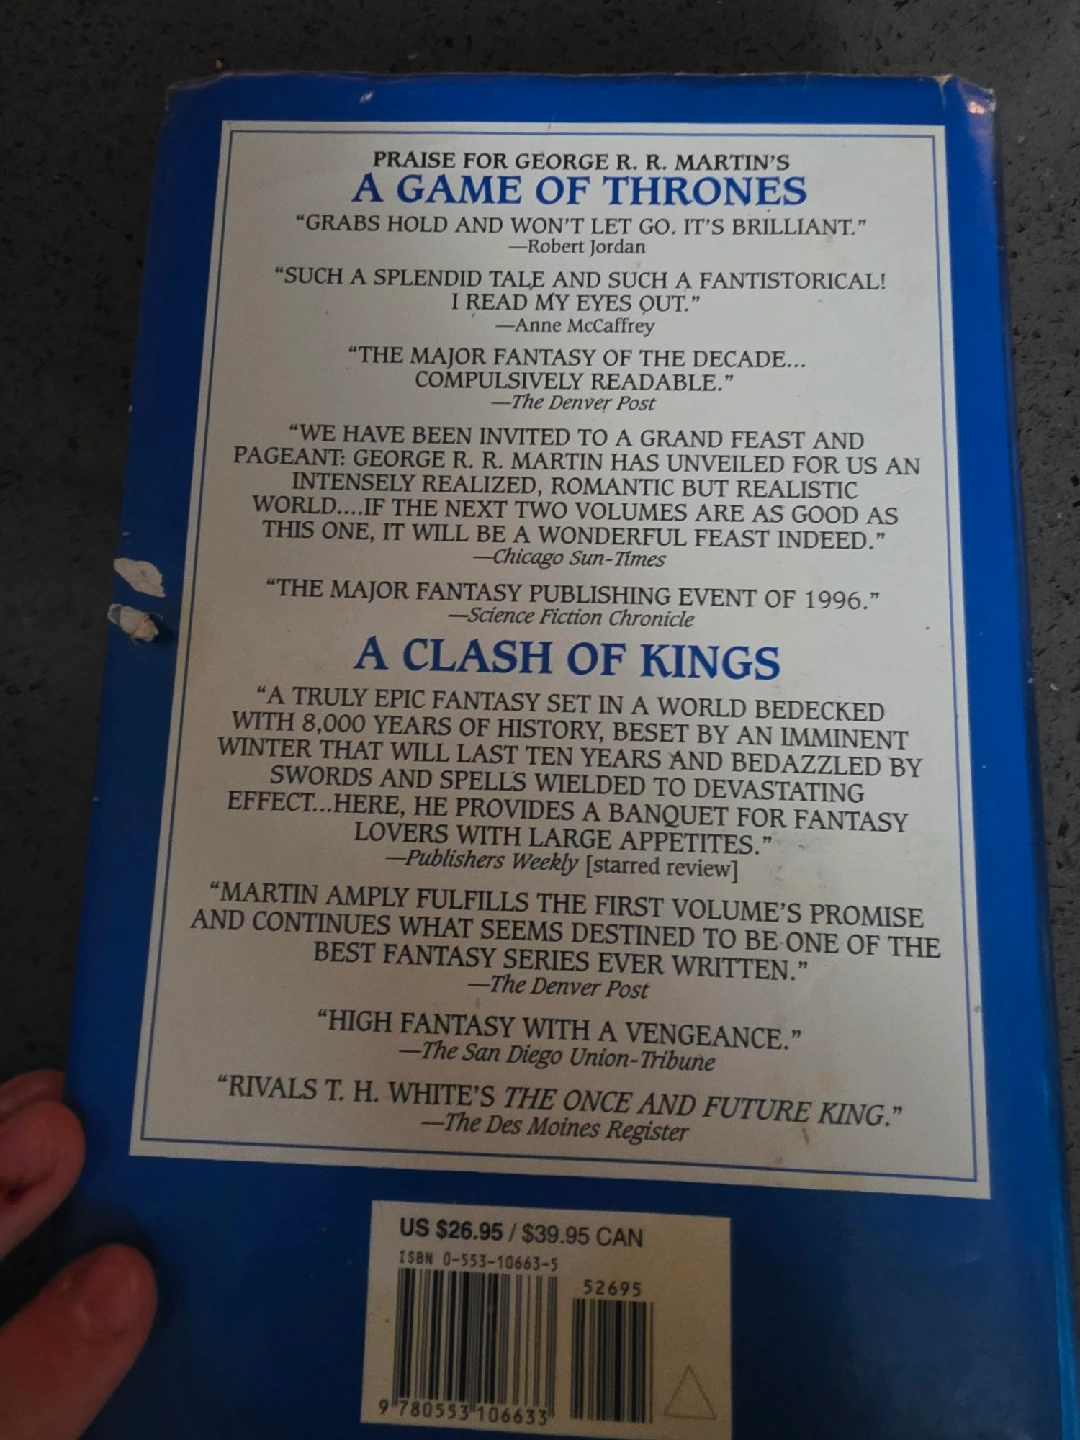 PRAISE FOR GEORGE R. R. MARTIN'S
A GAME OF THRONES
“GRABS HOLD AND WON'T LET GO. IT'S BRILLIANT.”
—Robert Jordan
“SUCH A SPLENDID TALE AND SUCH A FANTISTORICAL!
I READ MY EYES OUT.”
—Anne McCaffrey
“THE MAJOR FANTASY OF THE DECADE...
COMPULSIVELY READABLE.”
—The Denver Post
“WE HAVE BEEN INVITED TO A GRAND FEAST AND
PAGEANT: GEORGE R. R. MARTIN HAS UNVEILED FOR US AN
INTENSELY REALIZED, ROMANTIC BUT REALISTIC
WORLD....IF THE NEXT TWO VOLUMES ARE AS GOOD AS
THIS ONE, IT WILL BE A WONDERFUL FEAST INDEED.”
—Chicago Sun-Times
“THE MAJOR FANTASY PUBLISHING EVENT OF 1996.”
—Science Fiction Chronicle
A CLASH OF KINGS
“A TRULY EPIC FANTASY SET IN A WORLD BEDECKED
WITH 8,000 YEARS OF HISTORY, BESET BY AN IMMINENT
WINTER THAT WILL LAST TEN YEARS AND BEDAZZLED BY
SWORDS AND SPELLS WIELDED TO DEVASTATING
EFFECT...HERE, HE PROVIDES A BANQUET FOR FANTASY
LOVERS WITH LARGE APPETITES.”
—Publishers Weekly [starred review]
“MARTIN AMPLY FULFILLS THE FIRST VOLUME'S PROMISE
AND CONTINUES WHAT SEEMS DESTINED TO BE ONE OF THE
BEST FANTASY SERIES EVER WRITTEN.”
—The Denver Post
“HIGH FANTASY WITH A VENGEANCE.”
—The San Diego Union-Tribune
“RIVALS T. H. WHITE'S THE ONCE AND FUTURE KING.”
—The Des Moines Register
US $26.95 / $39.95 CAN
ISBN 0-553-10663-5
52695
9 780553 106633